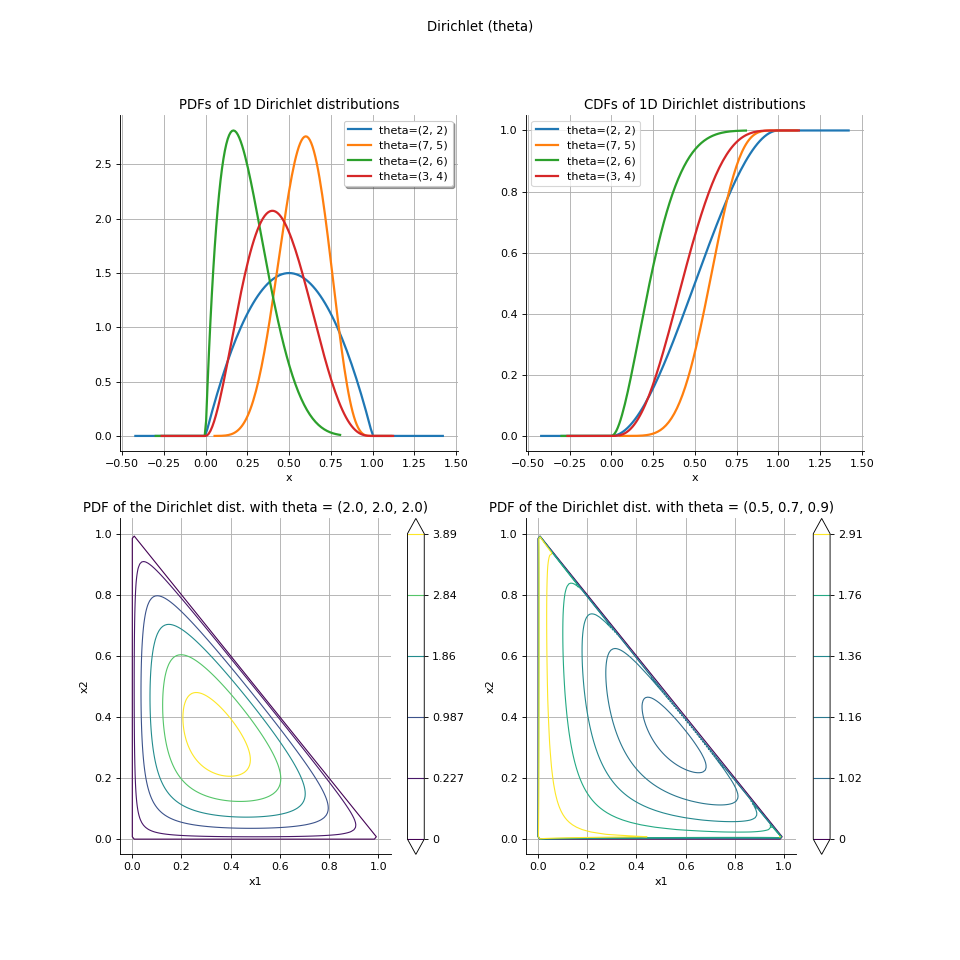 Dirichlet (theta)
PDFs of 1D Dirichlet distributions
theta=(2, 2)
theta=(7, 5)
theta=(2, 6)
theta=(3, 4)
2.5
2.0
1.5
1.0
0.5
0.0
−0.50 −0.25 0.00 0.25 0.50 0.75 1.00 1.25 1.50
x
CDFs of 1D Dirichlet distributions
theta=(2, 2)
theta=(7, 5)
theta=(2, 6)
theta=(3, 4)
1.0
0.8
0.6
0.4
0.2
0.0
−0.50 −0.25 0.00 0.25 0.50 0.75 1.00 1.25 1.50
x
PDF of the Dirichlet dist. with theta = (2.0, 2.0, 2.0)
1.0
0.8
0.6
0.4
0.2
0.0
x2
0.0 0.2 0.4 0.6 0.8 1.0
x1
3.89
2.84
1.86
0.987
0.227
0
PDF of the Dirichlet dist. with theta = (0.5, 0.7, 0.9)
1.0
0.8
0.6
0.4
0.2
0.0
x2
0.0 0.2 0.4 0.6 0.8 1.0
x1
2.91
1.76
1.36
1.16
1.02
0